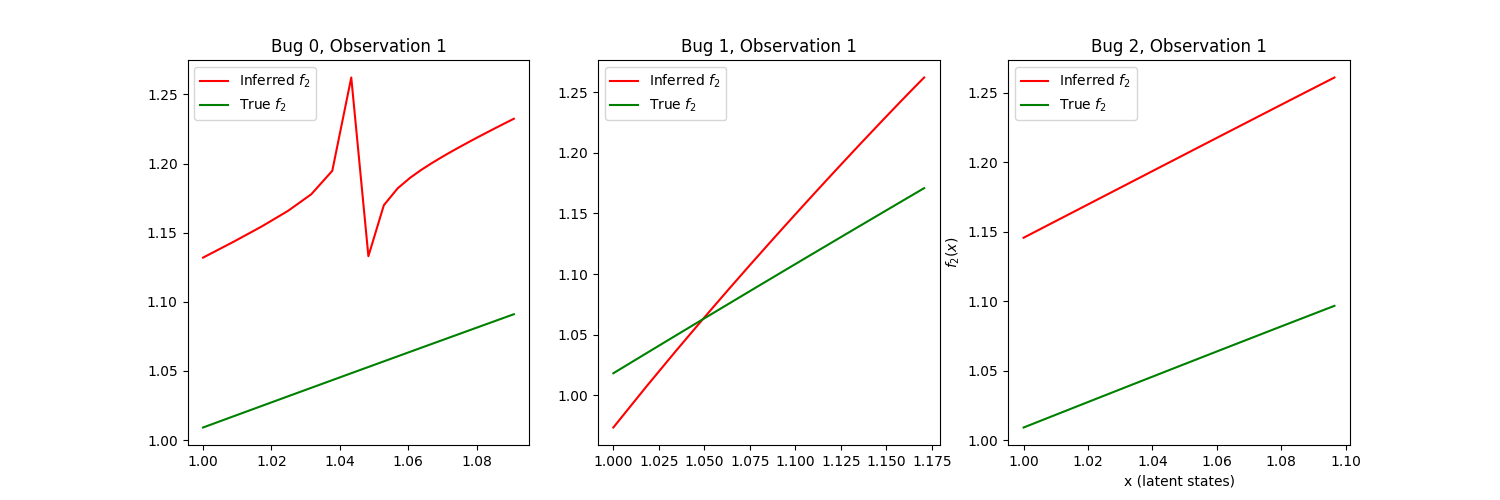 Bug 0, Observation 1
Inferred f₂
True f₂
1.25
1.20
1.15
1.10
1.05
1.00
1.00 1.02 1.04 1.06 1.08
Bug 1, Observation 1
Inferred f₂
True f₂
1.25
1.20
1.15
1.10
1.05
1.00
1.000 1.025 1.050 1.075 1.100 1.125 1.150 1.175
Bug 2, Observation 1
Inferred f₂
True f₂
f₂(x)
1.25
1.20
1.15
1.10
1.05
1.00
1.00 1.02 1.04 1.06 1.08 1.10
x (latent states)